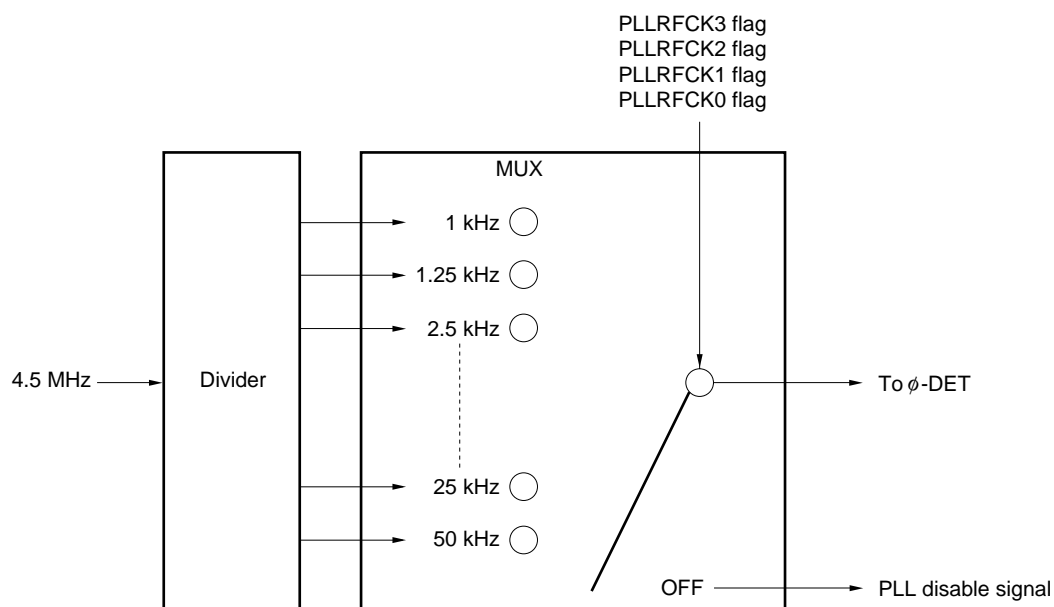 PLLRFCK3 flag
PLLRFCK2 flag
PLLRFCK1 flag
PLLRFCK0 flag
MUX
1 kHz
1.25 kHz
2.5 kHz
4.5 MHz
Divider
To ϕ-DET
25 kHz
50 kHz
OFF
PLL disable signal